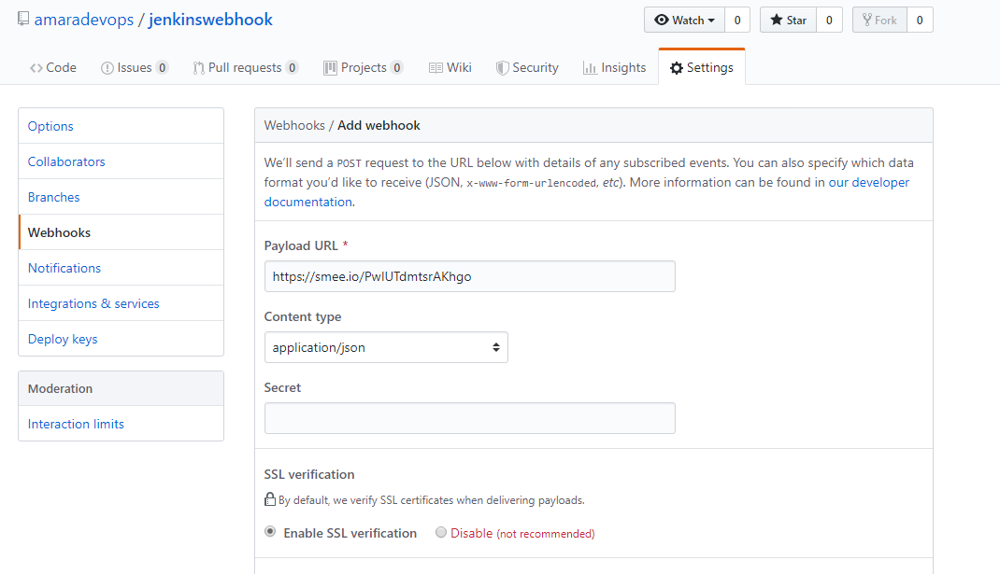 amaradevops / jenkinswebhook
Watch 0 Star 0 Fork 0
Code Issues 0 Pull requests 0 Projects 0 Wiki Security Insights Settings
Options
Collaborators
Branches
Webhooks
Notifications
Integrations & services
Deploy keys
Moderation
Interaction limits
Webhooks / Add webhook
We’ll send a POST request to the URL below with details of any subscribed events. You can also specify which data
format you’d like to receive (JSON, x-www-form-urlencoded, etc). More information can be found in our developer
documentation.
Payload URL *
https://smee.io/PwIUTdmtsrAKhgo
Content type
application/json
Secret
SSL verification
By default, we verify SSL certificates when delivering payloads.
Enable SSL verification Disable (not recommended)